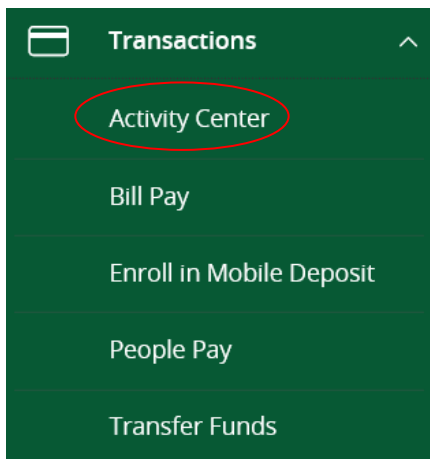 Transactions
Activity Center
Bill Pay
Enroll in Mobile Deposit
People Pay
Transfer Funds